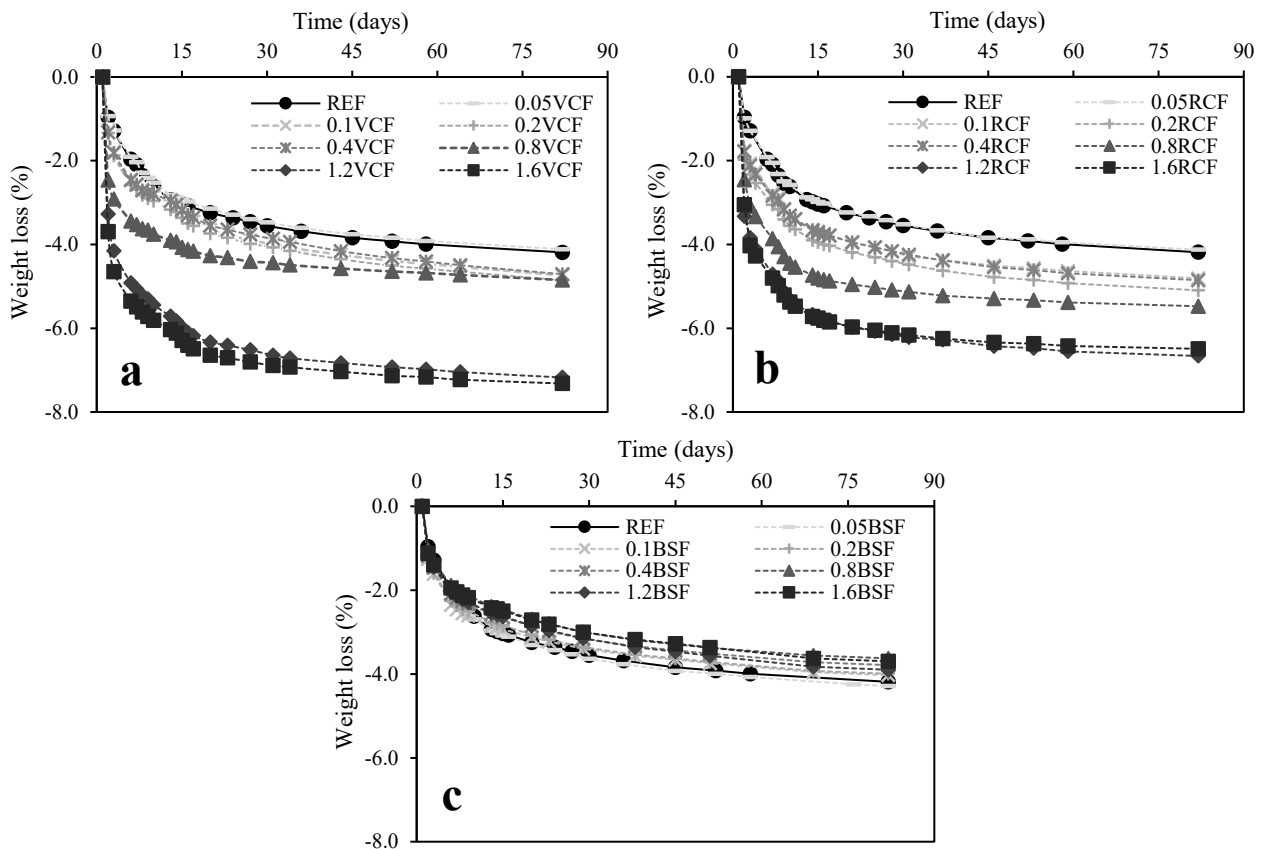 Time (days)
0 15 30 45 60 75 90
0.0
-2.0
-4.0
-6.0
-8.0
Weight loss (%)
REF 0.05VCF
0.1VCF 0.2VCF
0.4VCF 0.8VCF
1.2VCF 1.6VCF
a
Time (days)
0 15 30 45 60 75 90
0.0
-2.0
-4.0
-6.0
-8.0
Weight loss (%)
REF 0.05RCF
0.1RCF 0.2RCF
0.4RCF 0.8RCF
1.2RCF 1.6RCF
b
Time (days)
0 15 30 45 60 75 90
0.0
-2.0
-4.0
-6.0
-8.0
Weight loss (%)
REF 0.05BSF
0.1BSF 0.2BSF
0.4BSF 0.8BSF
1.2BSF 1.6BSF
c